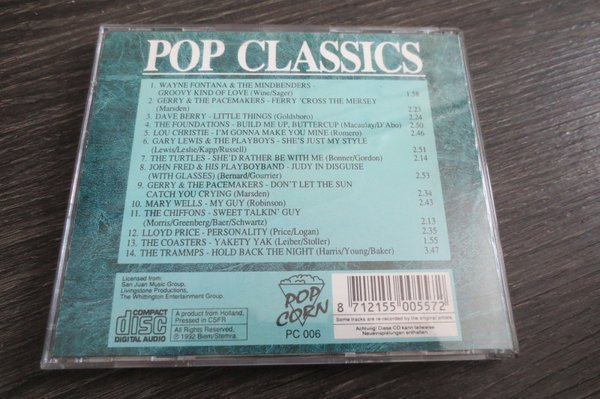 POP CLASSICS
1. WAYNE FONTANA & THE MINDBENDERS -
GROOVY KIND OF LOVE (Wine/Sager) 1:58
2. GERRY & THE PACEMAKERS - FERRY 'CROSS THE MERSEY
(Marsden) 2.23
3. DAVE BERRY - LITTLE THINGS (Goldsboro) 2.24
4. THE FOUNDATIONS - BUILD ME UP, BUTTERCUP (Macaulay/D'Abo) 2.50
5. LOU CHRISTIE - I'M GONNA MAKE YOU MINE (Romero) 2.46
6. GARY LEWIS & THE PLAYBOYS - SHE'S JUST MY STYLE
(Lewis/Leslie/Kapp/Russell) 2.51
7. THE TURTLES - SHE'D RATHER BE WITH ME (Bonner/Gordon) 2.14
8. JOHN FRED & HIS PLAYBOYBAND - JUDY IN DISGUISE
(WITH GLASSES) (Bernard/Gourrier) 2.53
9. GERRY & THE PACEMAKERS - DON'T LET THE SUN
CATCH YOU CRYING (Marsden) 2.34
10. MARY WELLS - MY GUY (Robinson) 2.43
11. THE CHIFFONS - SWEET TALKIN' GUY
(Morris/Greenberg/Baer/Schwartz) 2.13
12. LLOYD PRICE - PERSONALITY (Price/Logan) 2.35
13. THE COASTERS - YAKETY YAK (Leiber/Stoller) 1.55
14. THE TRAMMPS - HOLD BACK THE NIGHT (Harris/Young/Baker) 3.47
Licensed from:
San Juan Music Group,
Livingstone Productions,
The Whittington Entertainment Group.
COMPACT
disc
DIGITAL AUDIO
A product from Holland,
Pressed in CSFR
All Rights Reserved,
℗ 1992 Biem/Stemra.
POP
CORN
PC 006
8 712155 005572
Some tracks are re-recorded by the original artists.
Achtung! Diese CD kann teilweise
Neueinspielungen enthalten.